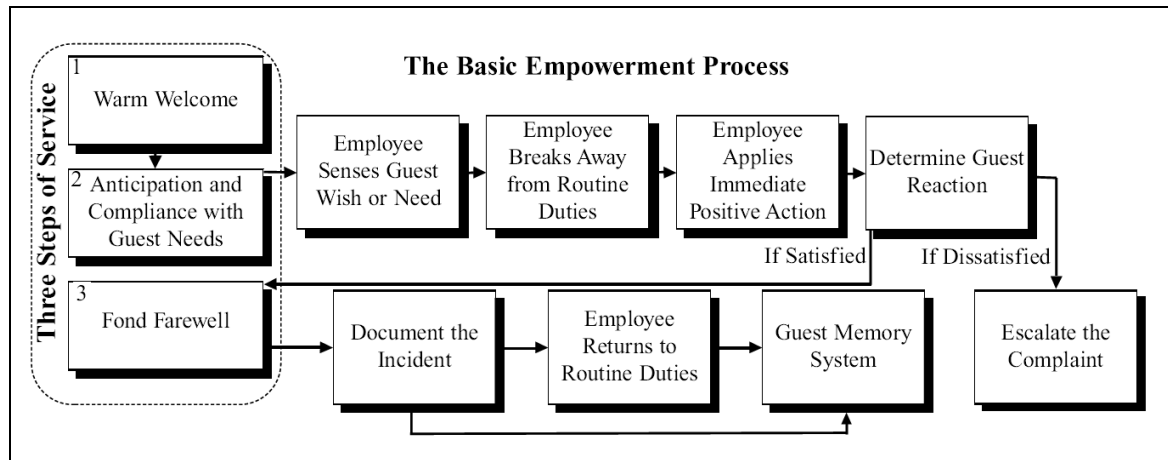 The Basic Empowerment Process
Three Steps of Service
1
Warm Welcome
2
Anticipation and
Compliance with
Guest Needs
Employee
Senses Guest
Wish or Need
Employee
Breaks Away
from Routine
Duties
Employee
Applies
Immediate
Positive Action
Determine Guest
Reaction
If Satisfied
If Dissatisfied
3
Fond Farewell
Document the
Incident
Employee
Returns to
Routine Duties
Guest Memory
System
Escalate the
Complaint